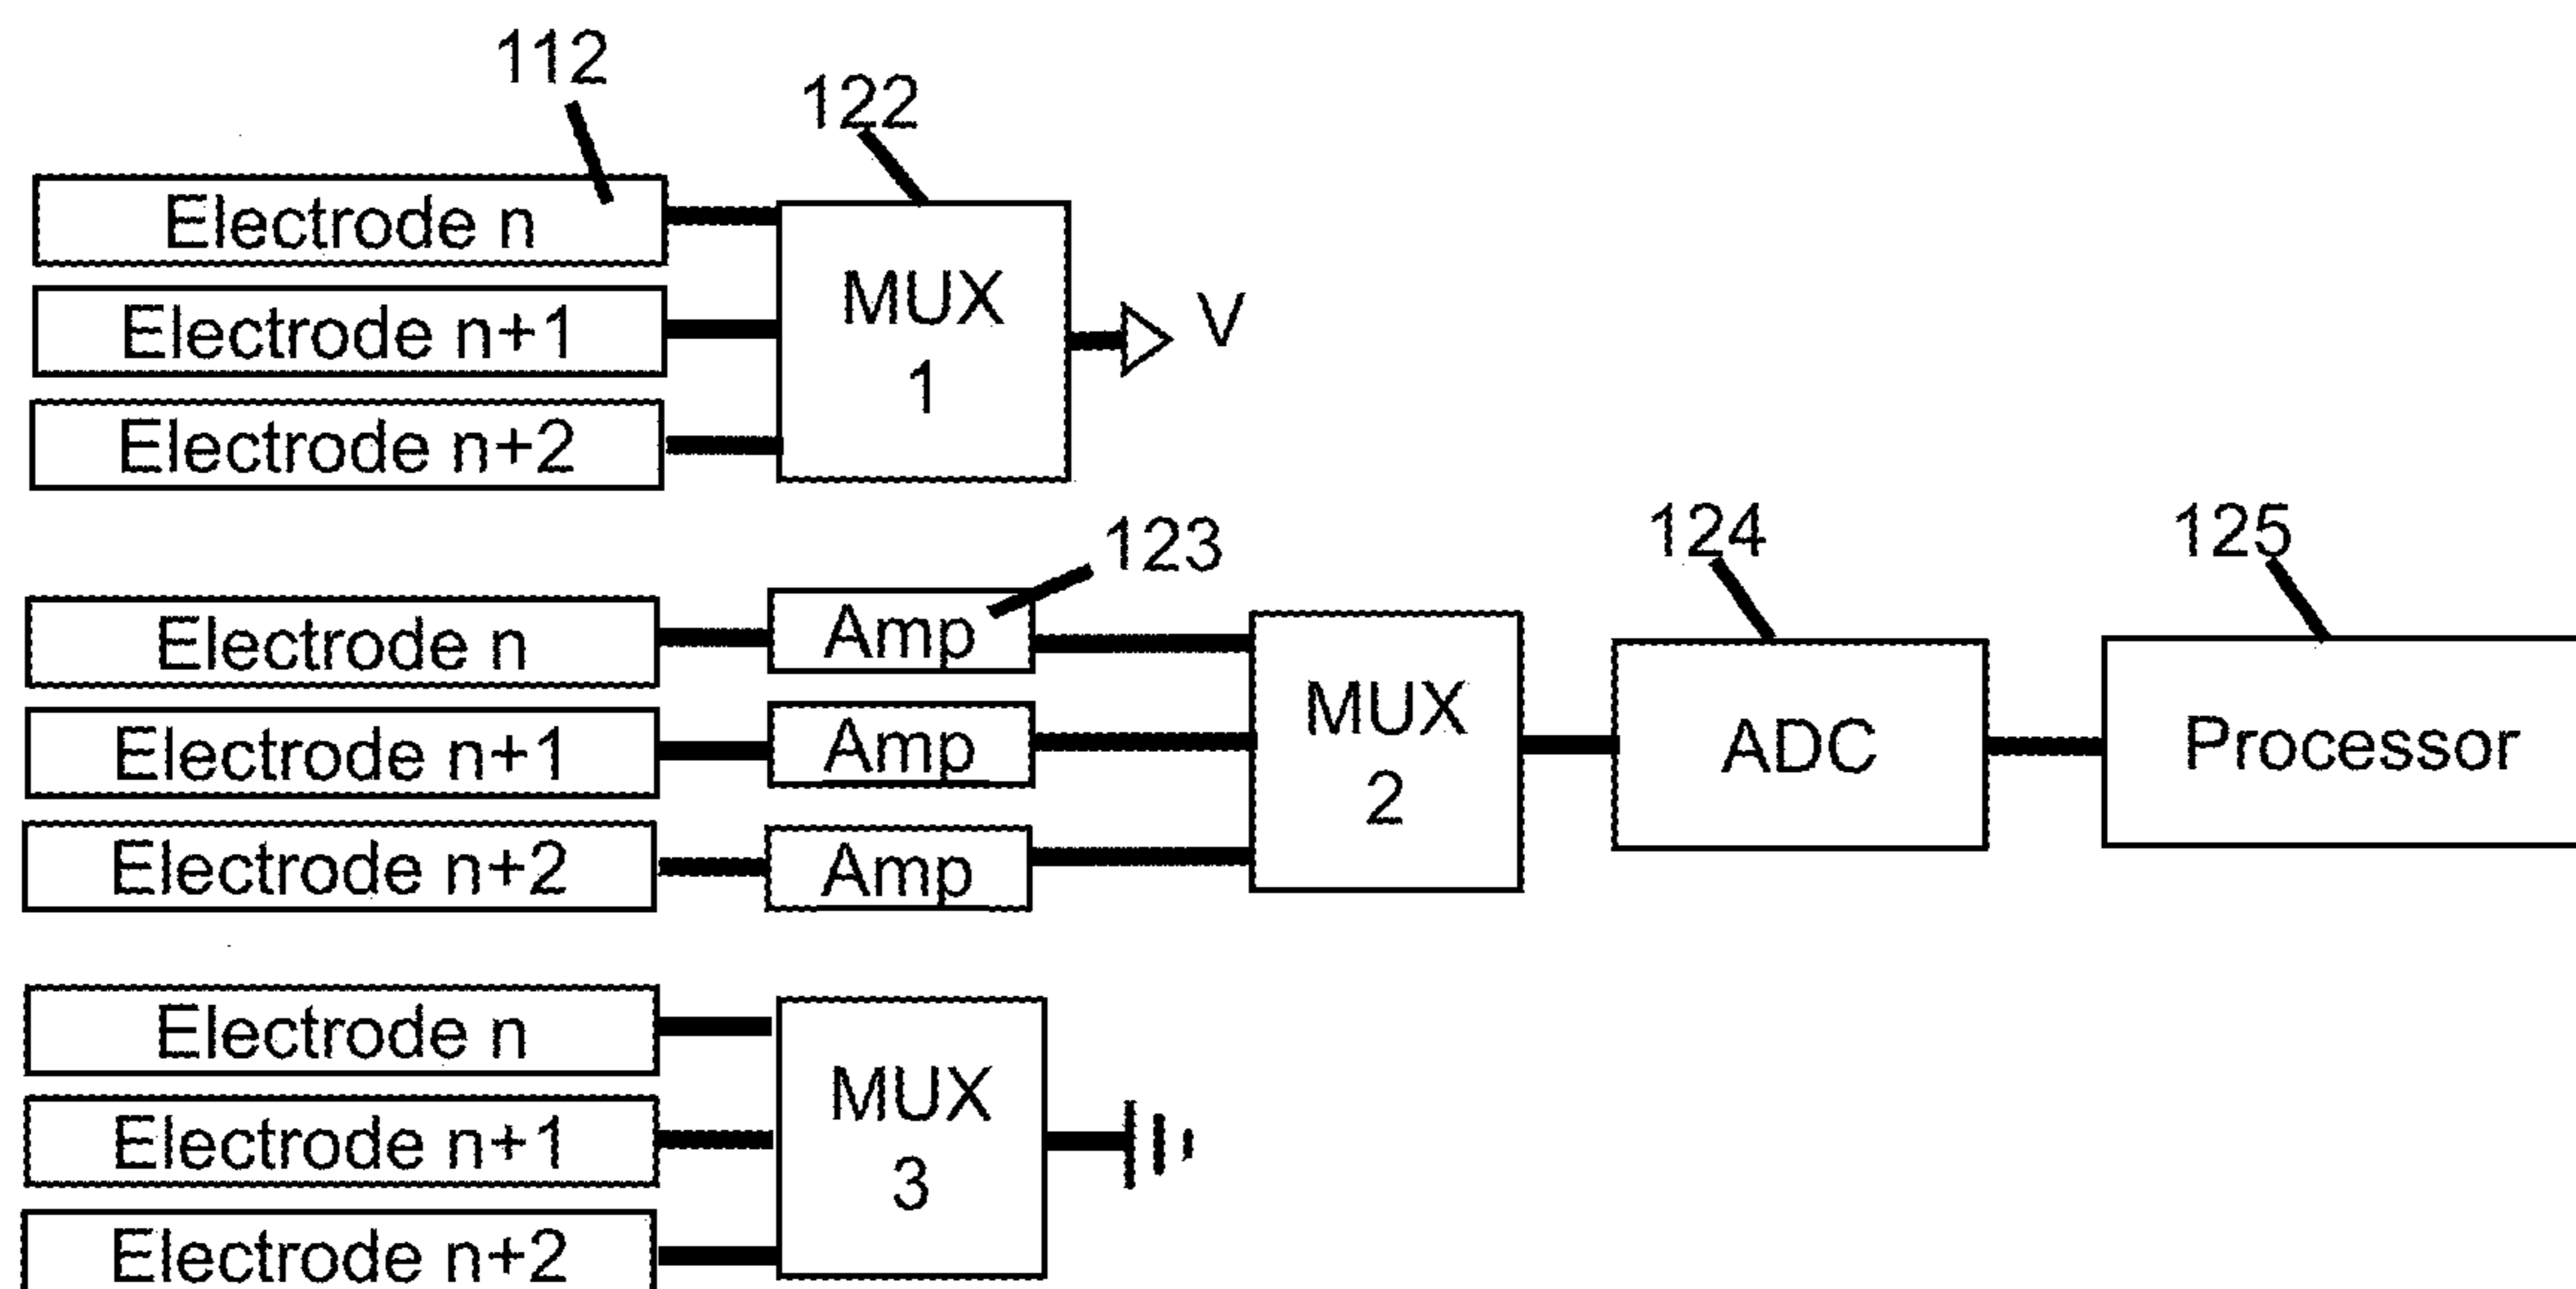 112
122
Electrode n
Electrode n+1
Electrode n+2
MUX
1
V
123
124
125
Electrode n
Electrode n+1
Electrode n+2
Amp
Amp
Amp
MUX
2
ADC
Processor
Electrode n
Electrode n+1
Electrode n+2
MUX
3